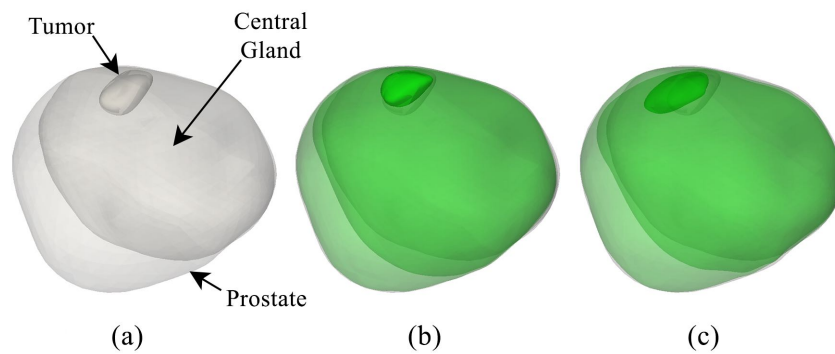 Tumor
Central
Gland
Prostate
(a)
(b)
(c)